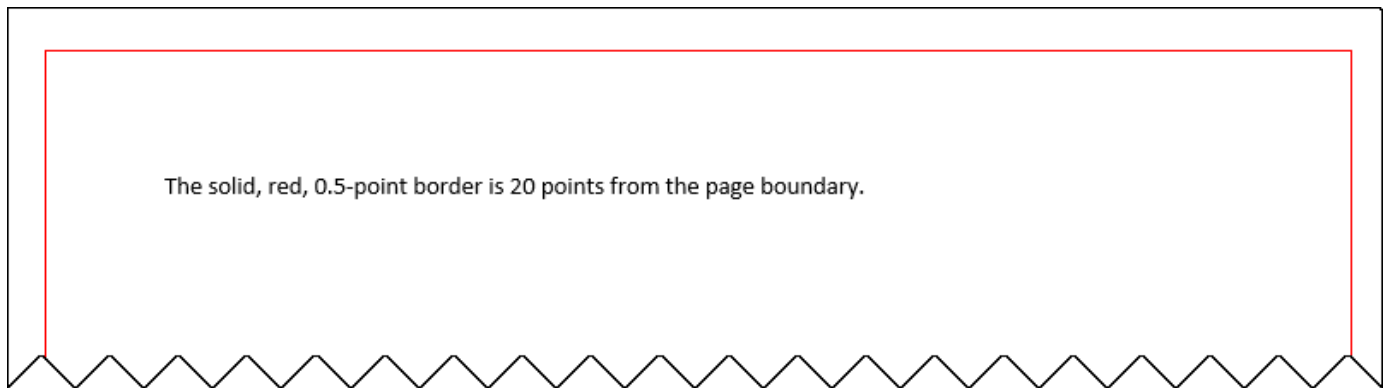 The solid, red, 0.5-point border is 20 points from the page boundary.